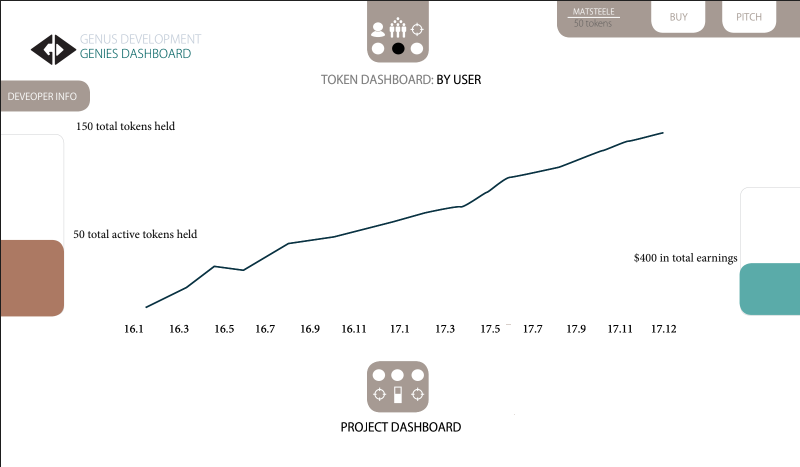 GENUS DEVELOPMENT
GENIES DASHBOARD
MATSTEELE
50 tokens
BUY
PITCH
TOKEN DASHBOARD: BY USER
DEVEOPER INFO
150 total tokens held
50 total active tokens held
$400 in total earnings
16.1 16.3 16.5 16.7 16.9 16.11 17.1 17.3 17.5 17.7 17.9 17.11 17.12
PROJECT DASHBOARD